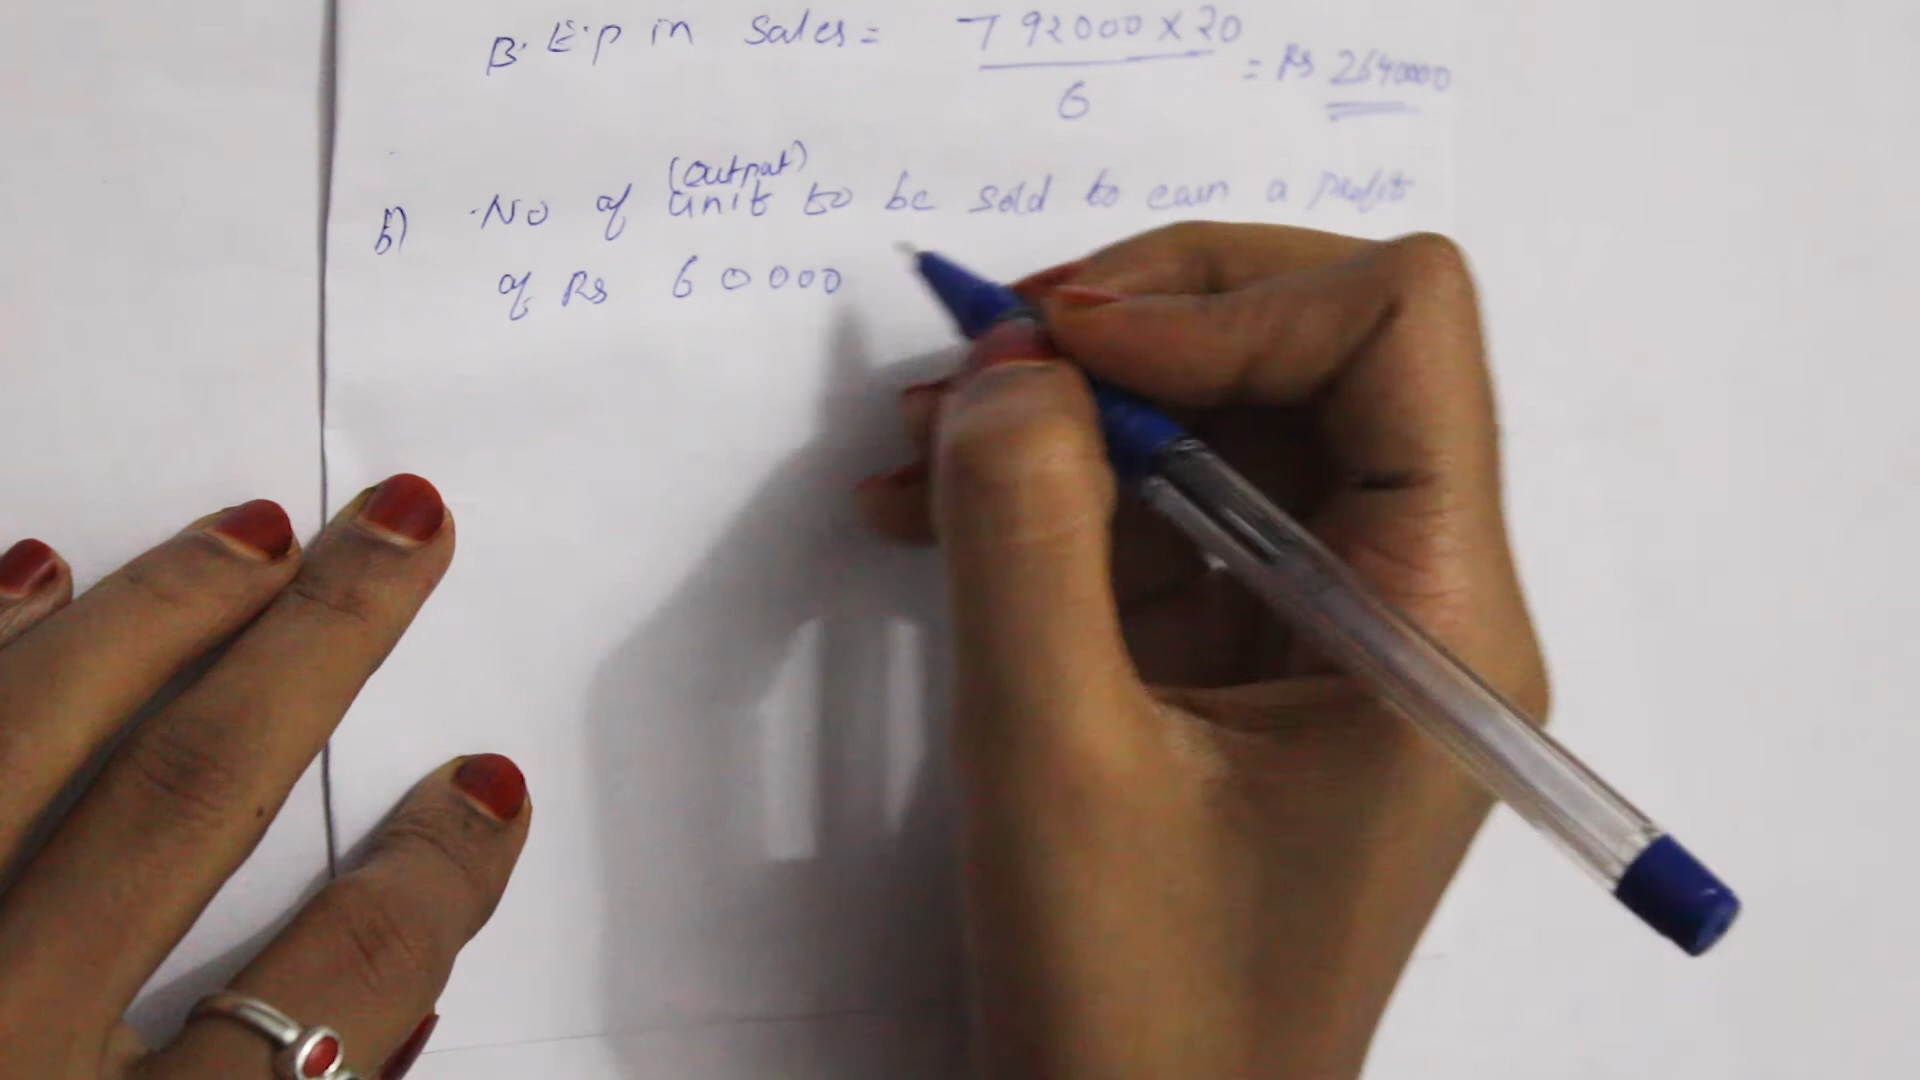 B.E.p in Sales = 792000 x 20 / 6 = Rs 2640000
(Output)
b) No of unit to be sold to earn a profit
of Rs 60000